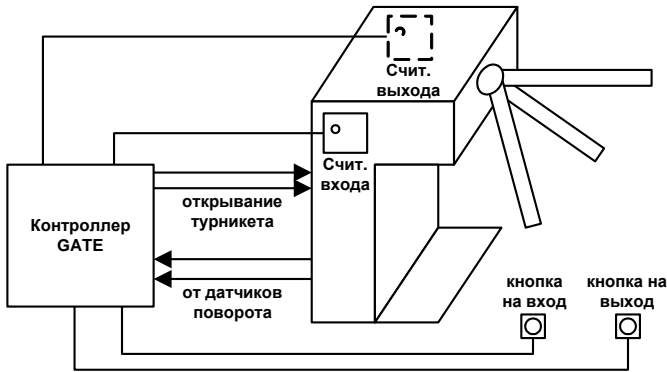 Счит.
выхода
Счит.
входа
открывание
турникета
Контроллер
GATE
от датчиков
поворота
кнопка
на вход
кнопка на
выход